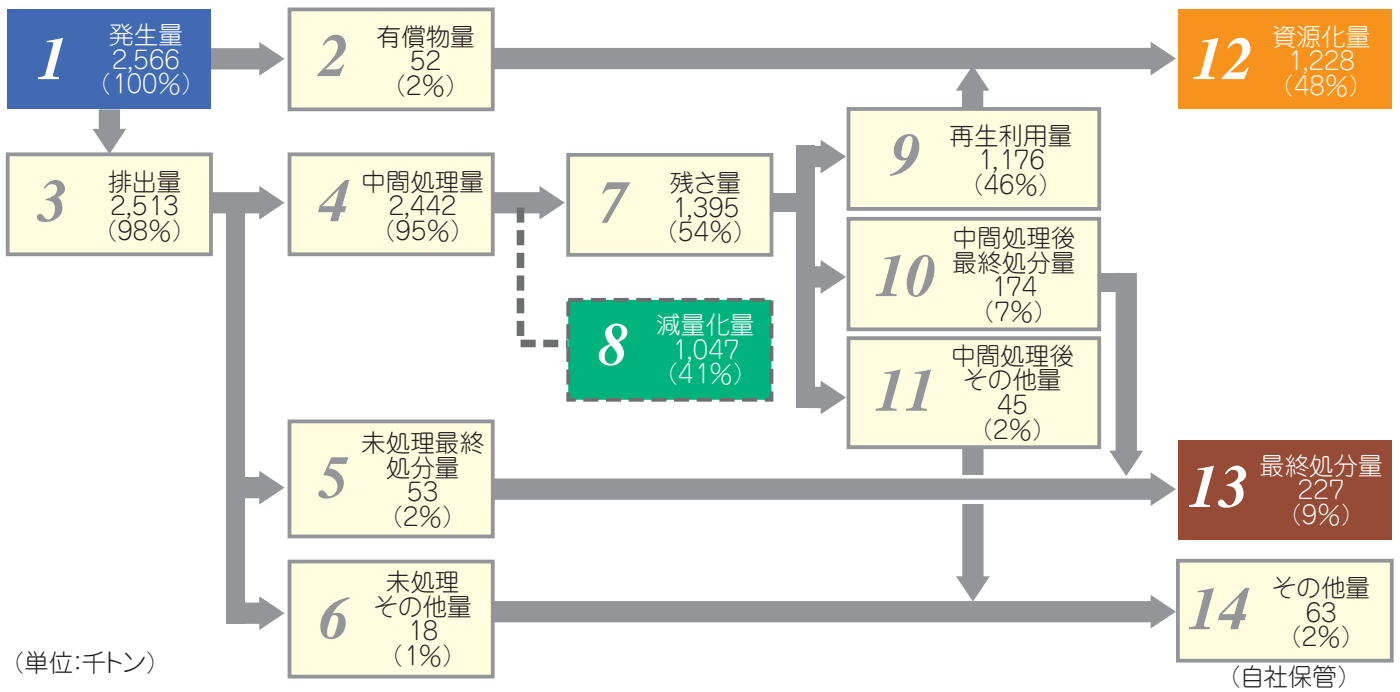 1
発生量
2,566
(100%)
2
有償物量
52
(2%)
12
資源化量
1,228
(48%)
3
排出量
2,513
(98%)
4
中間処理量
2,442
(95%)
7
残さ量
1,395
(54%)
9
再生利用量
1,176
(46%)
10
中間処理後
最終処分量
174
(7%)
8
減量化量
1,047
(41%)
11
中間処理後
その他量
45
(2%)
5
未処理最終
処分量
53
(2%)
13
最終処分量
227
(9%)
6
未処理
その他量
18
(1%)
14
その他量
63
(2%)
(単位:千トン)
(自社保管)